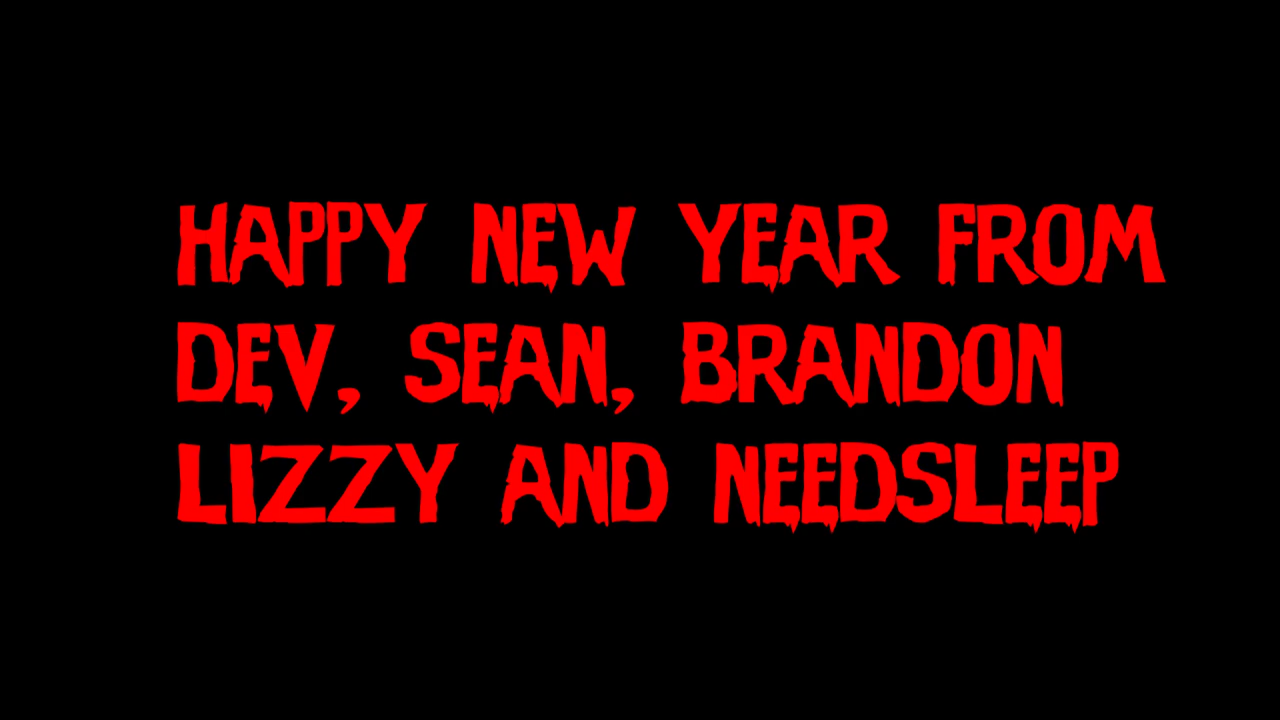 HAPPY NEW YEAR FROM
DEV, SEAN, BRANDON
LIZZY AND NEEDSLEEP